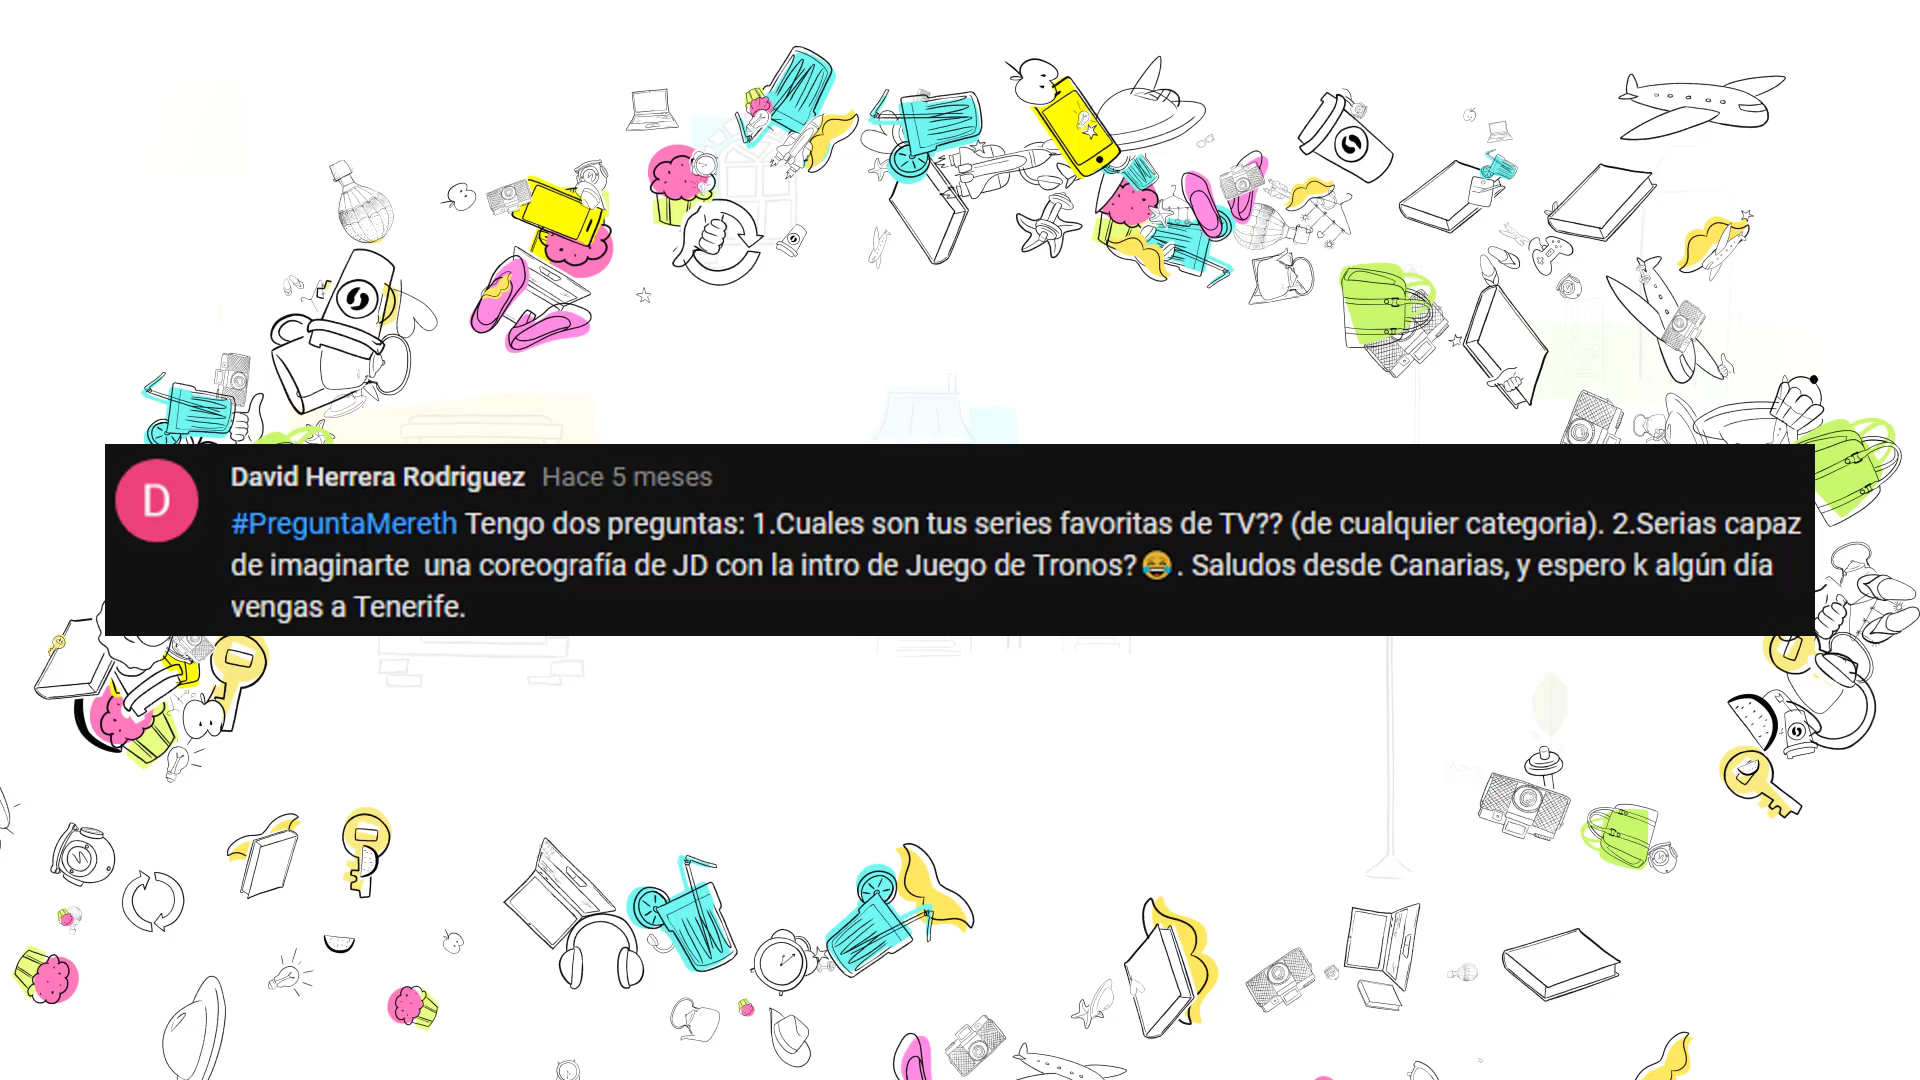 D
David Herrera Rodriguez Hace 5 meses
#PreguntaMereth Tengo dos preguntas: 1.Cuales son tus series favoritas de TV?? (de cualquier categoria). 2.Serias capaz
de imaginarte una coreografía de JD con la intro de Juego de Tronos?😂. Saludos desde Canarias, y espero k algún día
vengas a Tenerife.